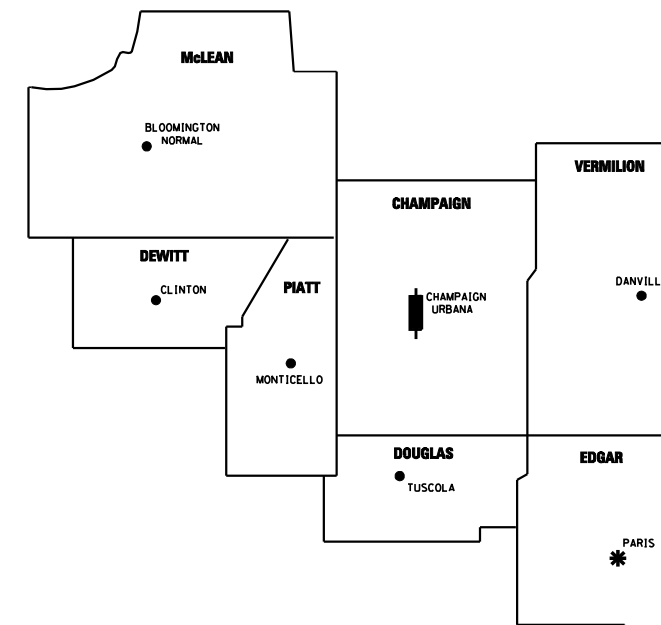 McLEAN
BLOOMINGTON
NORMAL
VERMILION
CHAMPAIGN
DEWITT
CLINTON
PIATT
DANVILL
CHAMPAIGN
URBANA
MONTICELLO
DOUGLAS
TUSCOLA
EDGAR
PARIS